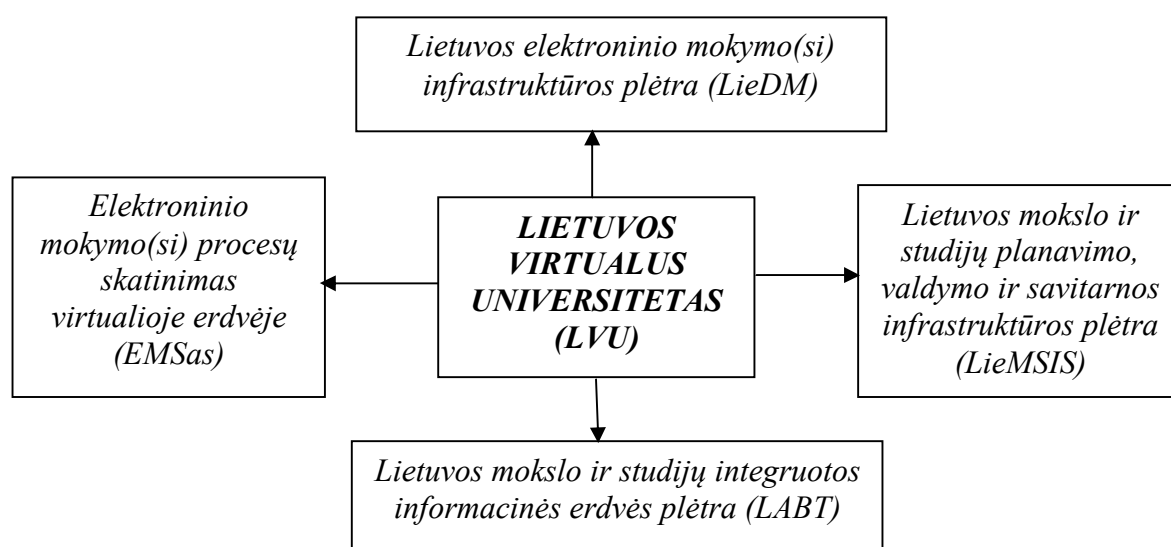 Lietuvos elektroninio mokymo(si)
infrastruktūros plėtra (LieDM)
Elektroninio
mokymo(si) procesų
skatinimas
virtualioje erdvėje
(EMSas)
LIETUVOS
VIRTUALUS
UNIVERSITETAS
(LVU)
Lietuvos mokslo ir
studijų planavimo,
valdymo ir savitarnos
infrastruktūros plėtra
(LieMSIS)
Lietuvos mokslo ir studijų integruotos
informacinės erdvės plėtra (LABT)